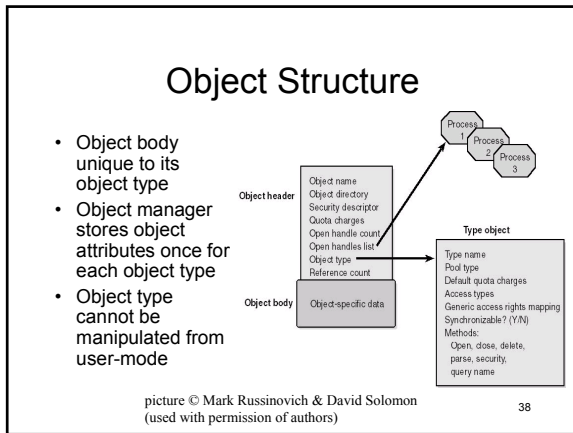 Object Structure
• Object body
unique to its
object type
• Object manager
stores object
attributes once for
each object type
• Object type
cannot be
manipulated from
user-mode
Process
1
Process
2
Process
3
Object header
Object name
Object directory
Security descriptor
Quota charges
Open handle count
Open handles list
Object type
Reference count
Object body
Object-specific data
Type object
Type name
Pool type
Default quota charges
Access types
Generic access rights mapping
Synchronizable? (Y/N)
Methods:
Open, close, delete,
parse, security,
query name
picture © Mark Russinovich & David Solomon
(used with permission of authors)
38